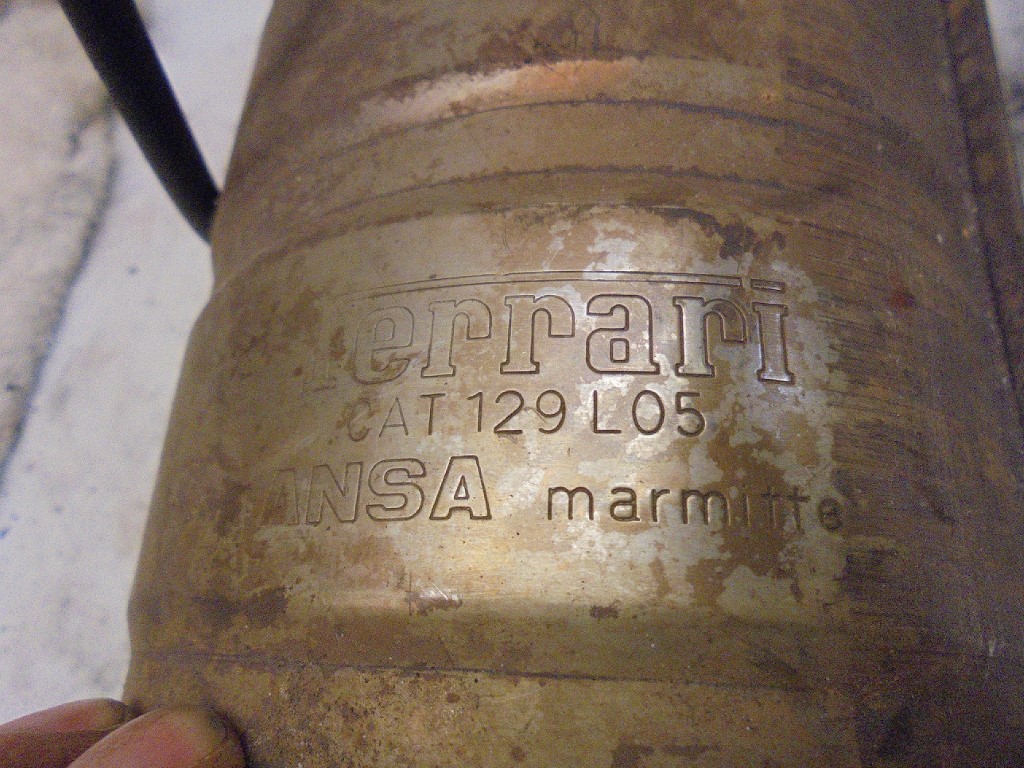 Ferrari
CAT 129 L05
ANSA marmitte